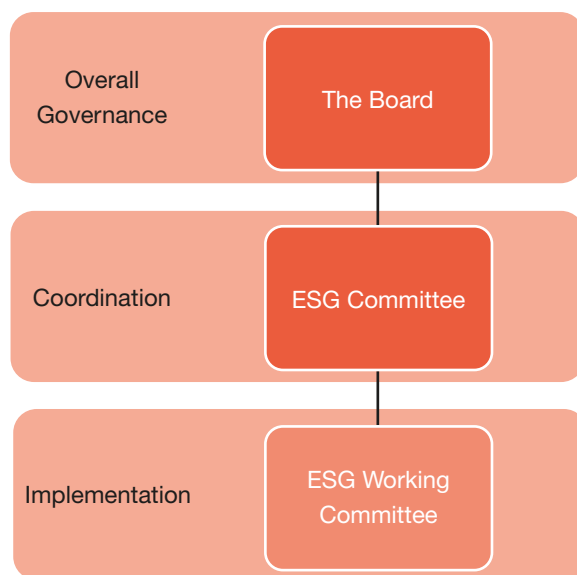 Overall
Governance
The Board
Coordination
ESG Committee
Implementation
ESG Working
Committee